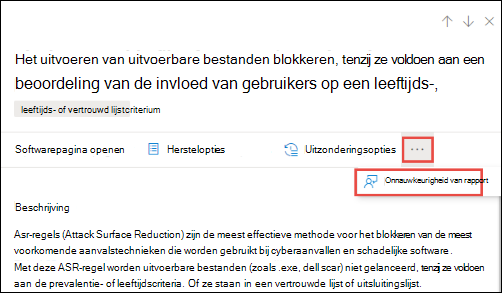 Het uitvoeren van uitvoerbare bestanden blokkeren, tenzij ze voldoen aan een
beoordeling van de invloed van gebruikers op een leeftijds-,
leeftijds- of vertrouwd lijstcriterium
Softwarepagina openen Herstelopties Uitzonderingsopties ...
Onnauwkeurigheid van rapport
Beschrijving
Asr-regels (Attack Surface Reduction) zijn de meest effectieve methode voor het blokkeren van de meest
voorkomende aanvalstechnieken die worden gebruikt bij cyberaanvallen en schadelijke software.
Met deze ASR-regel worden uitvoerbare bestanden (zoals .exe, dell scar) niet gelanceerd, tenzij ze voldoen
aan de prevalentie- of leeftijdscriteria. Of ze staan in een vertrouwde lijst of uitsluitingslijst.